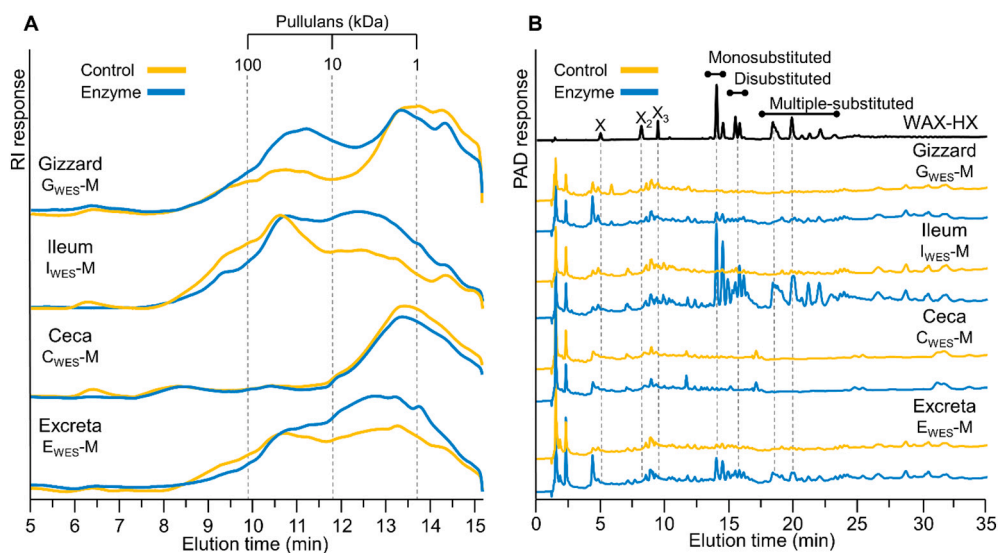 A
Pullulans (kDa)
100 10 1
Control
Enzyme
RI response
Gizzard
GWES-M
Ileum
IWES-M
Ceca
CWES-M
Excreta
EWES-M
5 6 7 8 9 10 11 12 13 14 15
Elution time (min)
B
Monosubstituted
Disubstituted
Multiple-substituted
Control
Enzyme
X X2 X3
WAX-HX
PAD response
Gizzard
GWES-M
Ileum
IWES-M
Ceca
CWES-M
Excreta
EWES-M
0 5 10 15 20 25 30 35
Elution time (min)